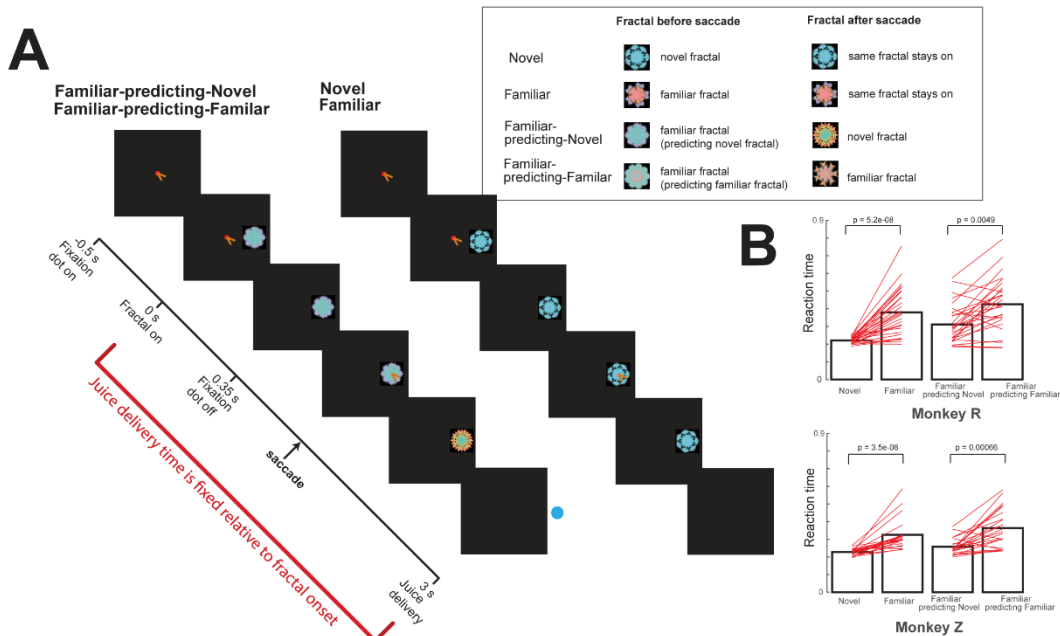 A
Familiar-predicting-Novel
Familiar-predicting-Familar
Novel
Familiar
Fractal before saccade
Fractal after saccade
Novel
novel fractal
same fractal stays on
Familiar
familiar fractal
same fractal stays on
Familiar-
predicting-Novel
familiar fractal
(predicting novel fractal)
novel fractal
Familiar-
predicting-Familar
familiar fractal
(predicting familiar fractal)
familiar fractal
-0.5 s
Fixation
dot on
0 s
Fractal on
0.35 s
Fixation
dot off
saccade
3 s
Juice
delivery
Juice delivery time is fixed relative to fractal onset
B
0.9
p = 5.2e-08
p = 0.0049
Reaction time
0
Novel
Familiar
Familiar
predicting Novel
Familiar
predicting Familiar
Monkey R
0.9
p = 3.5e-08
p = 0.00066
Reaction time
0
Novel
Familiar
Familiar
predicting Novel
Familiar
predicting Familiar
Monkey Z